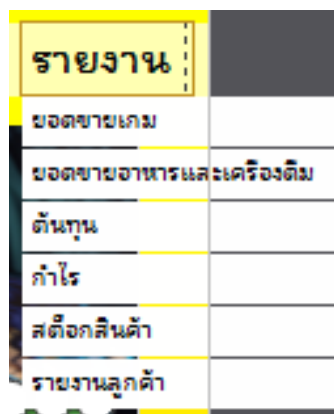 รายงาน
ยอดขายเกม
ยอดขายอาหารและเครื่องดื่ม
ต้นทุน
กำไร
สต็อกสินค้า
รายงานลูกค้า